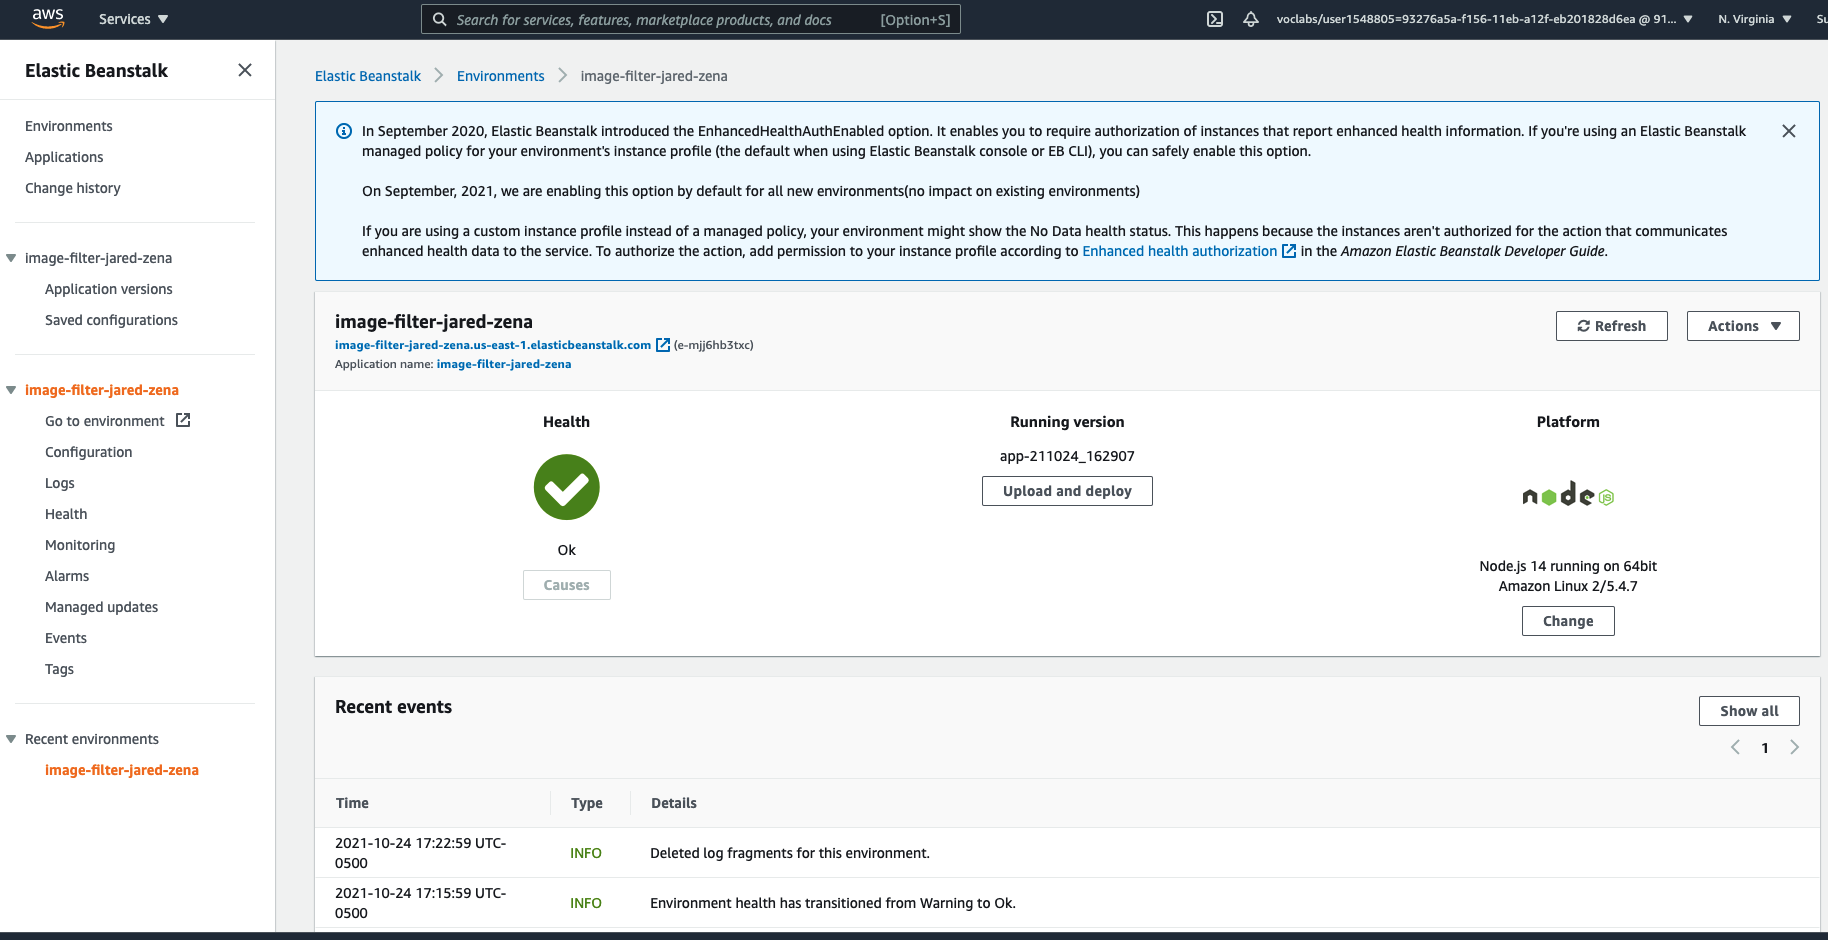 aws
Services
Search for services, features, marketplace products, and docs
[Option+S]
voclabs/user1548805=93276a5a-f156-11eb-a12f-eb201828d6ea @ 91...
N. Virginia
Su
Elastic Beanstalk
Environments
Applications
Change history
image-filter-jared-zena
Application versions
Saved configurations
image-filter-jared-zena
Go to environment
Configuration
Logs
Health
Monitoring
Alarms
Managed updates
Events
Tags
Recent environments
image-filter-jared-zena
Elastic Beanstalk
Environments
image-filter-jared-zena
In September 2020, Elastic Beanstalk introduced the EnhancedHealthAuthEnabled option. It enables you to require authorization of instances that report enhanced health information. If you're using an Elastic Beanstalk
managed policy for your environment's instance profile (the default when using Elastic Beanstalk console or EB CLI), you can safely enable this option.
On September, 2021, we are enabling this option by default for all new environments(no impact on existing environments)
If you are using a custom instance profile instead of a managed policy, your environment might show the No Data health status. This happens because the instances aren't authorized for the action that communicates
enhanced health data to the service. To authorize the action, add permission to your instance profile according to Enhanced health authorization in the Amazon Elastic Beanstalk Developer Guide.
image-filter-jared-zena
image-filter-jared-zena.us-east-1.elasticbeanstalk.com (e-mjj6hb3txc)
Application name: image-filter-jared-zena
Refresh
Actions
Health
Ok
Causes
Running version
app-211024_162907
Upload and deploy
Platform
node JS
Node.js 14 running on 64bit
Amazon Linux 2/5.4.7
Change
Recent events
Show all
1
Time
Type
Details
2021-10-24 17:22:59 UTC-
0500
INFO
Deleted log fragments for this environment.
2021-10-24 17:15:59 UTC-
0500
INFO
Environment health has transitioned from Warning to Ok.